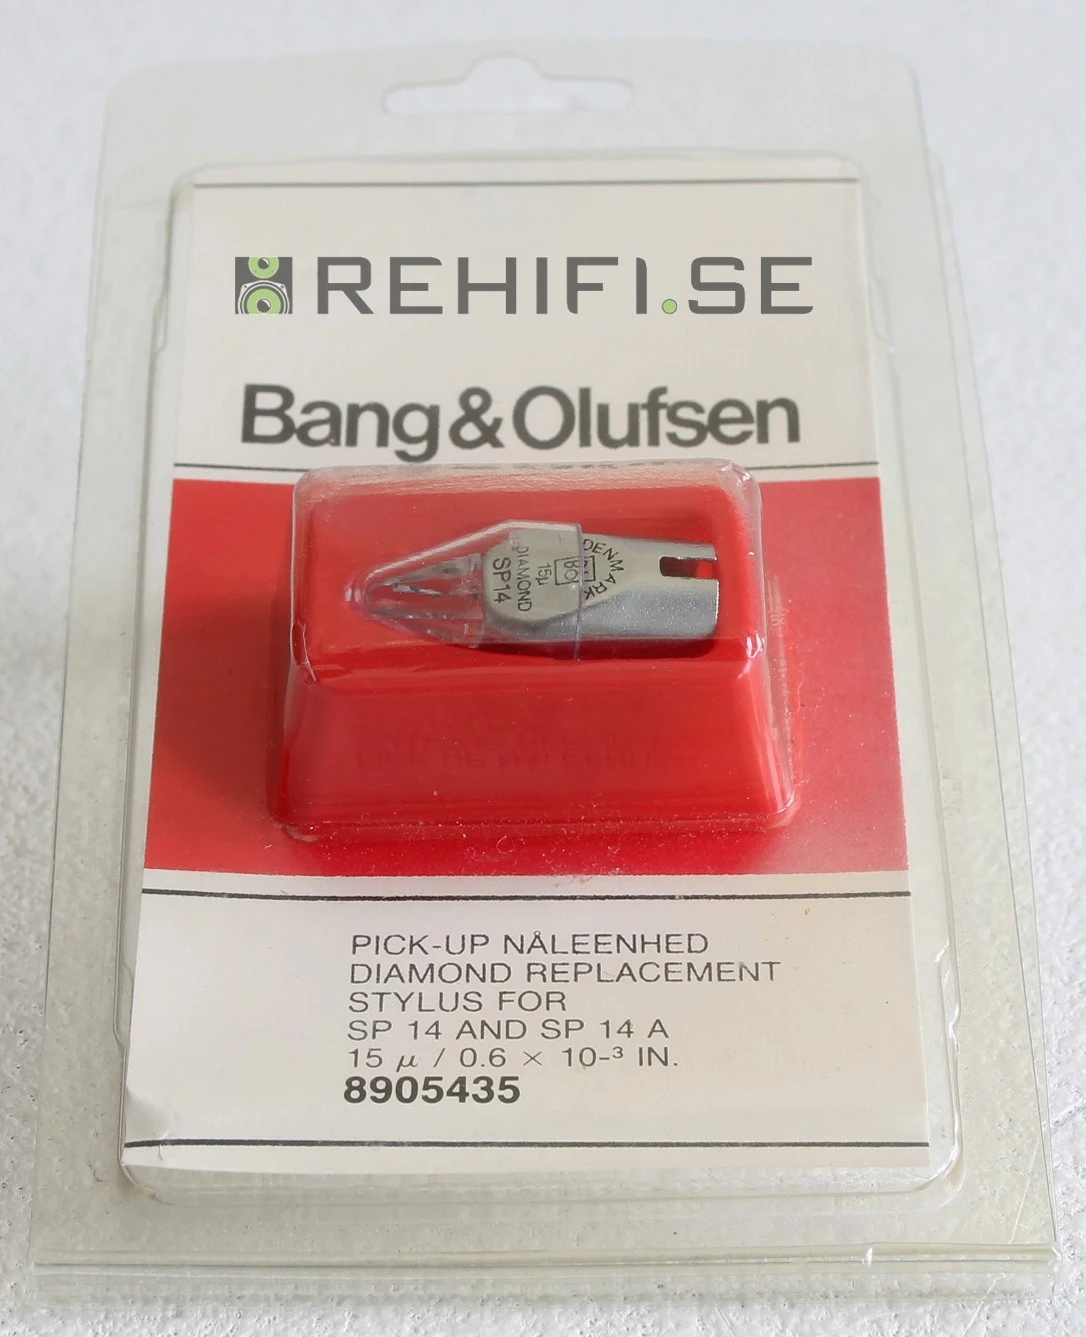 REHIFI.SE
Bang & Olufsen
DENMARK
DIAMOND
15µ
SP14
PICK-UP NÅLEENHED
DIAMOND REPLACEMENT
STYLUS FOR
SP 14 AND SP 14 A
15 µ / 0.6 × 10-³ IN.
8905435